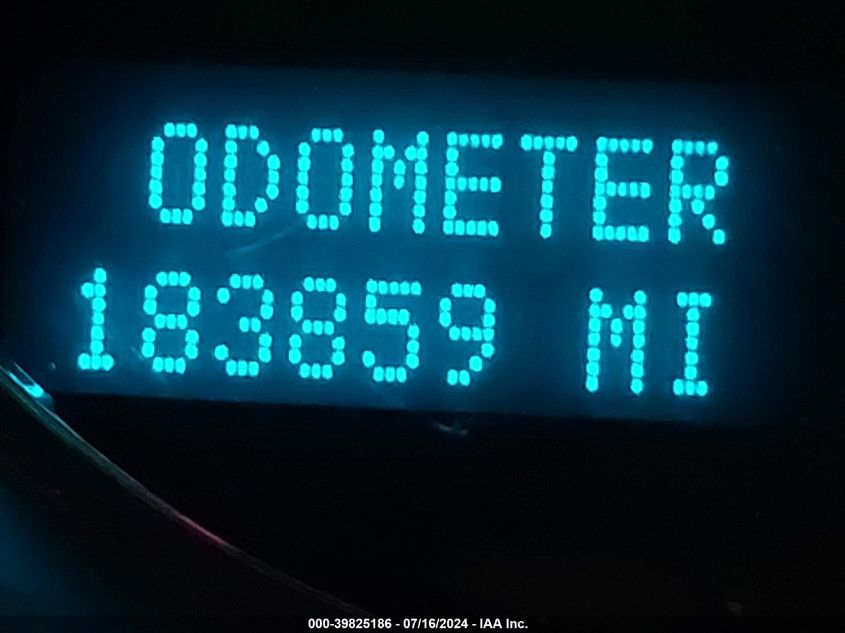 ODOMETER
183859 MI
000-39825186 - 07/16/2024 - IAA Inc.